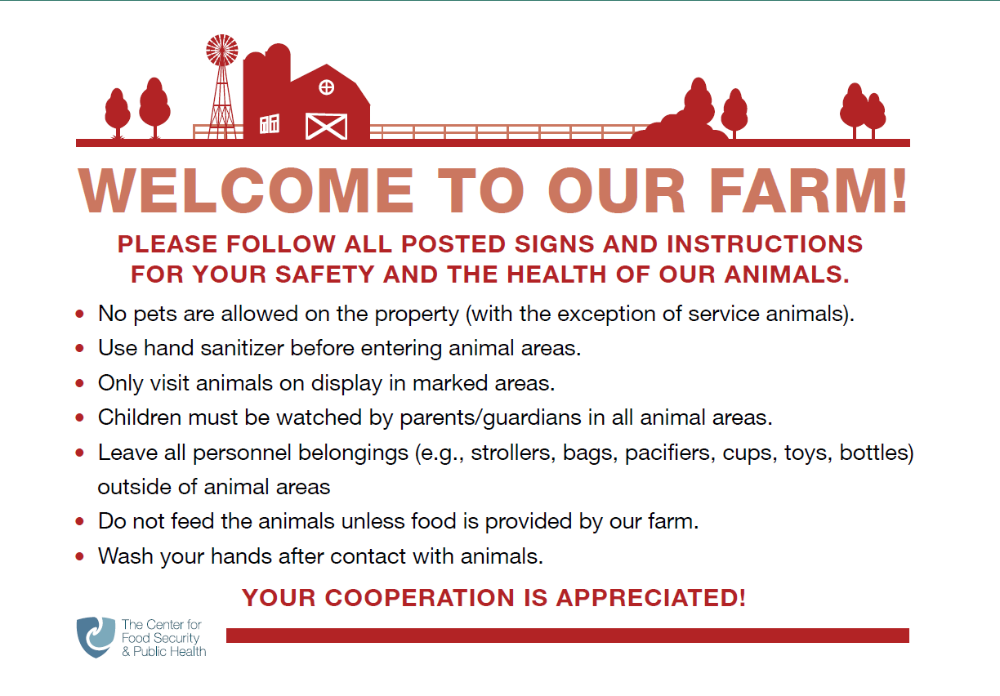 WELCOME TO OUR FARM!
PLEASE FOLLOW ALL POSTED SIGNS AND INSTRUCTIONS
FOR YOUR SAFETY AND THE HEALTH OF OUR ANIMALS.
• No pets are allowed on the property (with the exception of service animals).
• Use hand sanitizer before entering animal areas.
• Only visit animals on display in marked areas.
• Children must be watched by parents/guardians in all animal areas.
• Leave all personnel belongings (e.g., strollers, bags, pacifiers, cups, toys, bottles)
outside of animal areas
• Do not feed the animals unless food is provided by our farm.
• Wash your hands after contact with animals.
YOUR COOPERATION IS APPRECIATED!
The Center for
Food Security
& Public Health